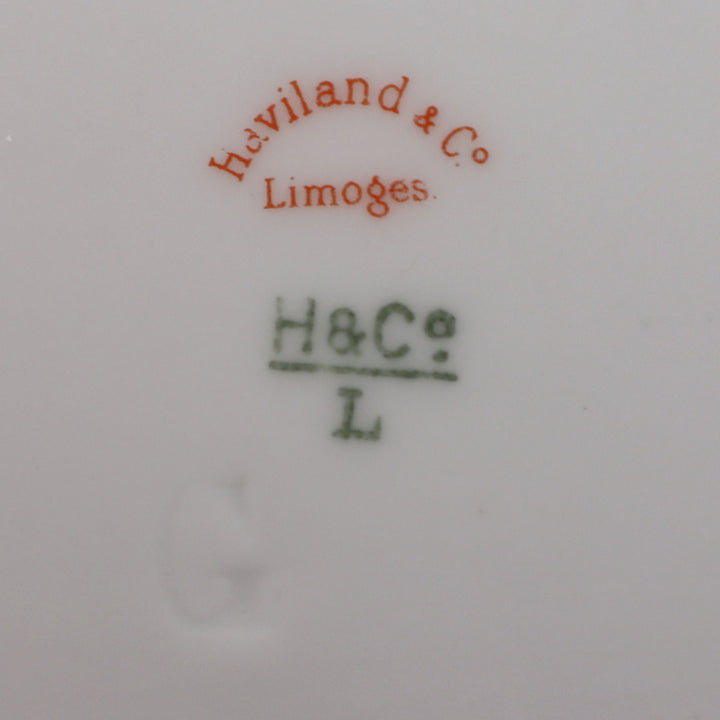 Haviland & Co
Limoges.
H&Co.
L
G